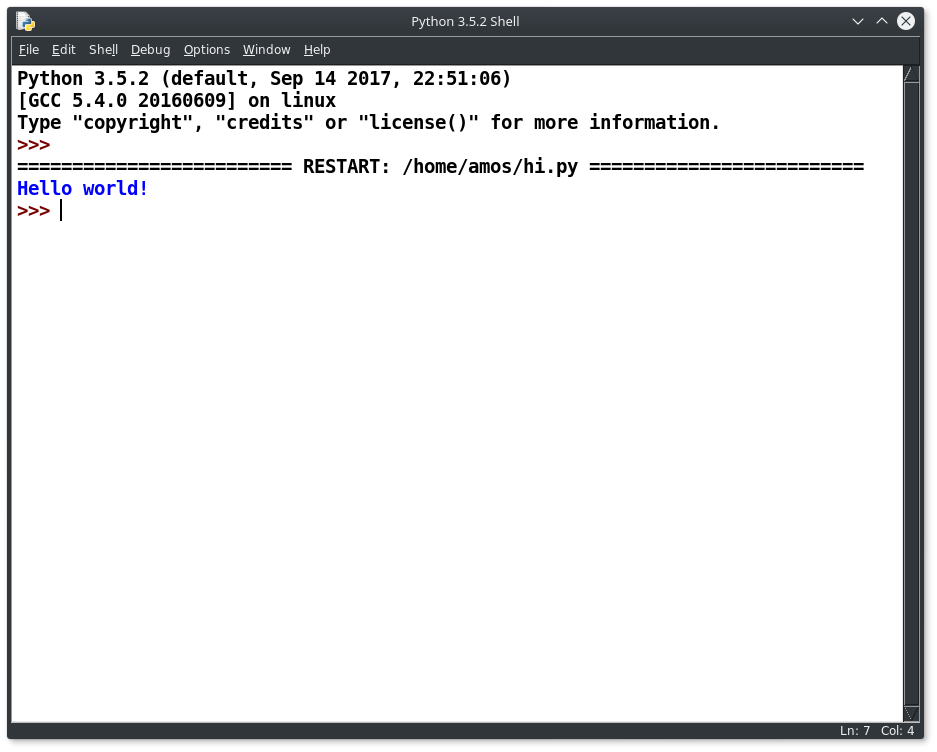 Python 3.5.2 Shell
File Edit Shell Debug Options Window Help
Python 3.5.2 (default, Sep 14 2017, 22:51:06)
[GCC 5.4.0 20160609] on linux
Type "copyright", "credits" or "license()" for more information.
>>>
========================= RESTART: /home/amos/hi.py =========================
Hello world!
>>>
Ln: 7 Col: 4